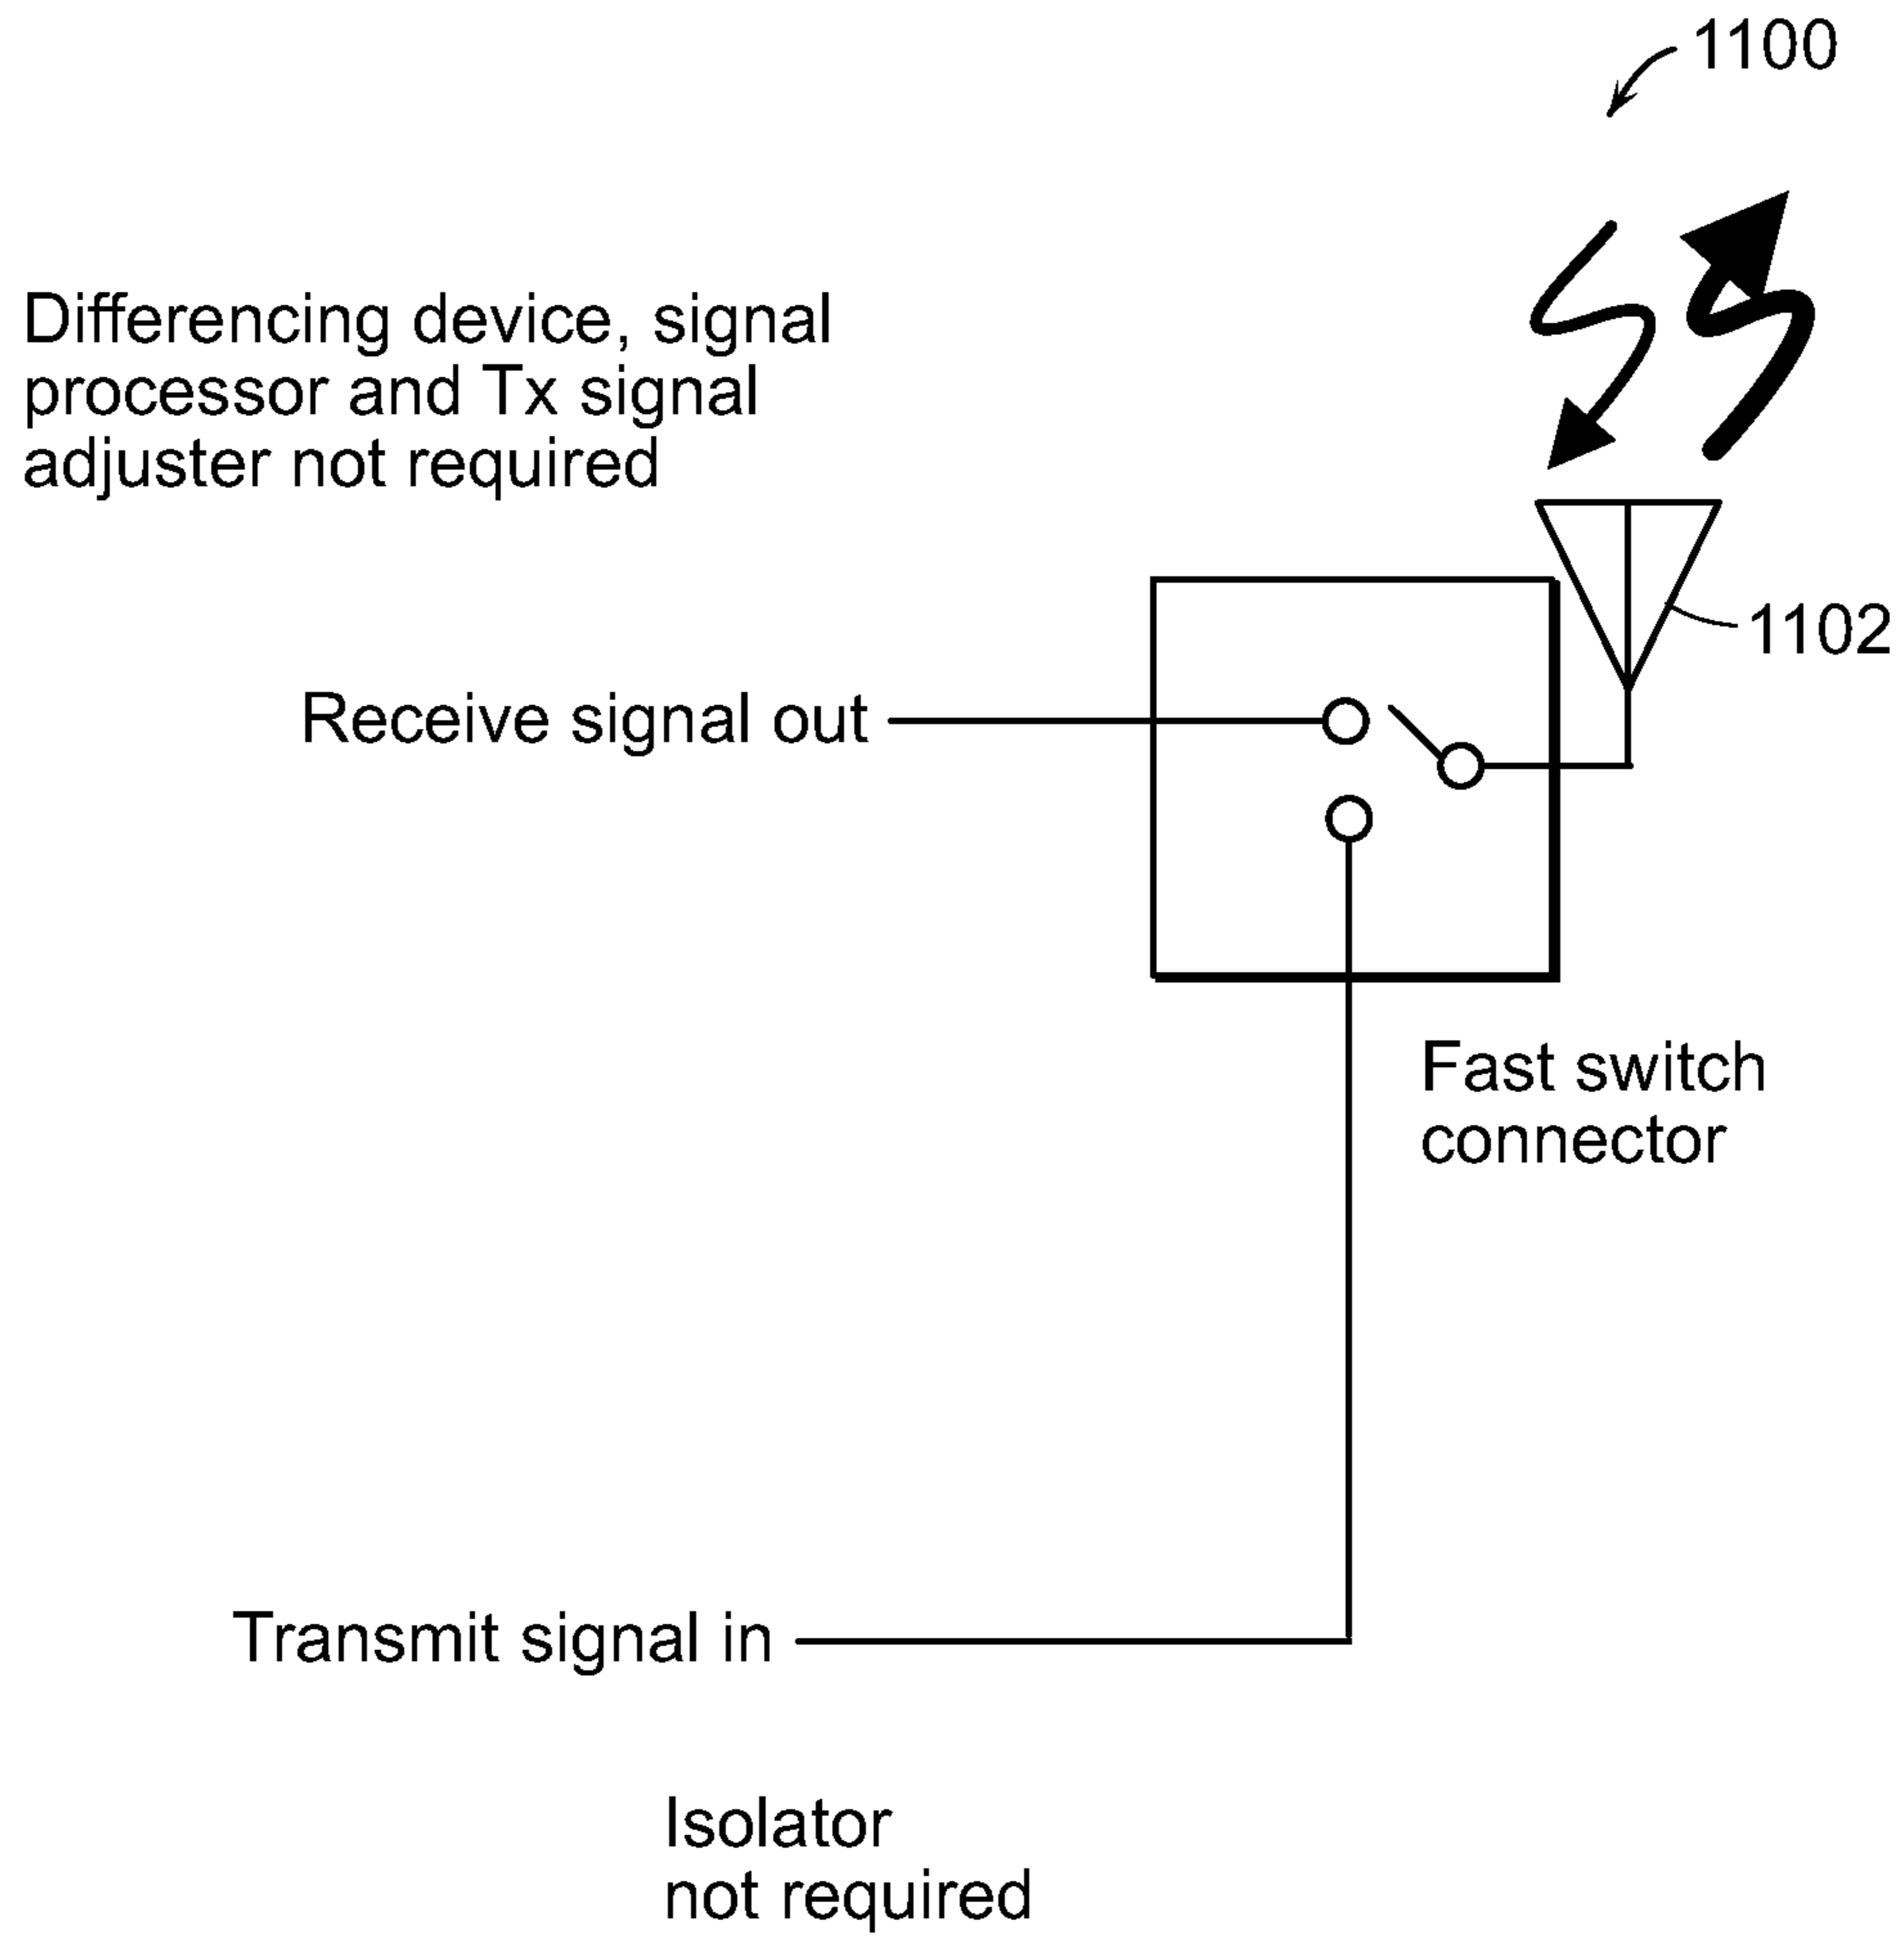 1100
Differencing device, signal
processor and Tx signal
adjuster not required
1102
Receive signal out
Fast switch
connector
Transmit signal in
Isolator
not required